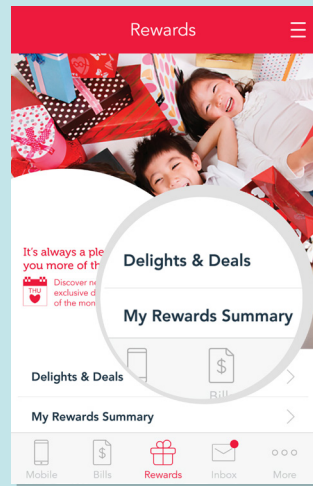 Rewards
It's always a ple
you more of th
THU
Discover ne
exclusive d
of the mon
Delights & Deals
My Rewards Summary
$
Bill
Delights & Deals
My Rewards Summary
$
Mobile Bills Rewards Inbox More